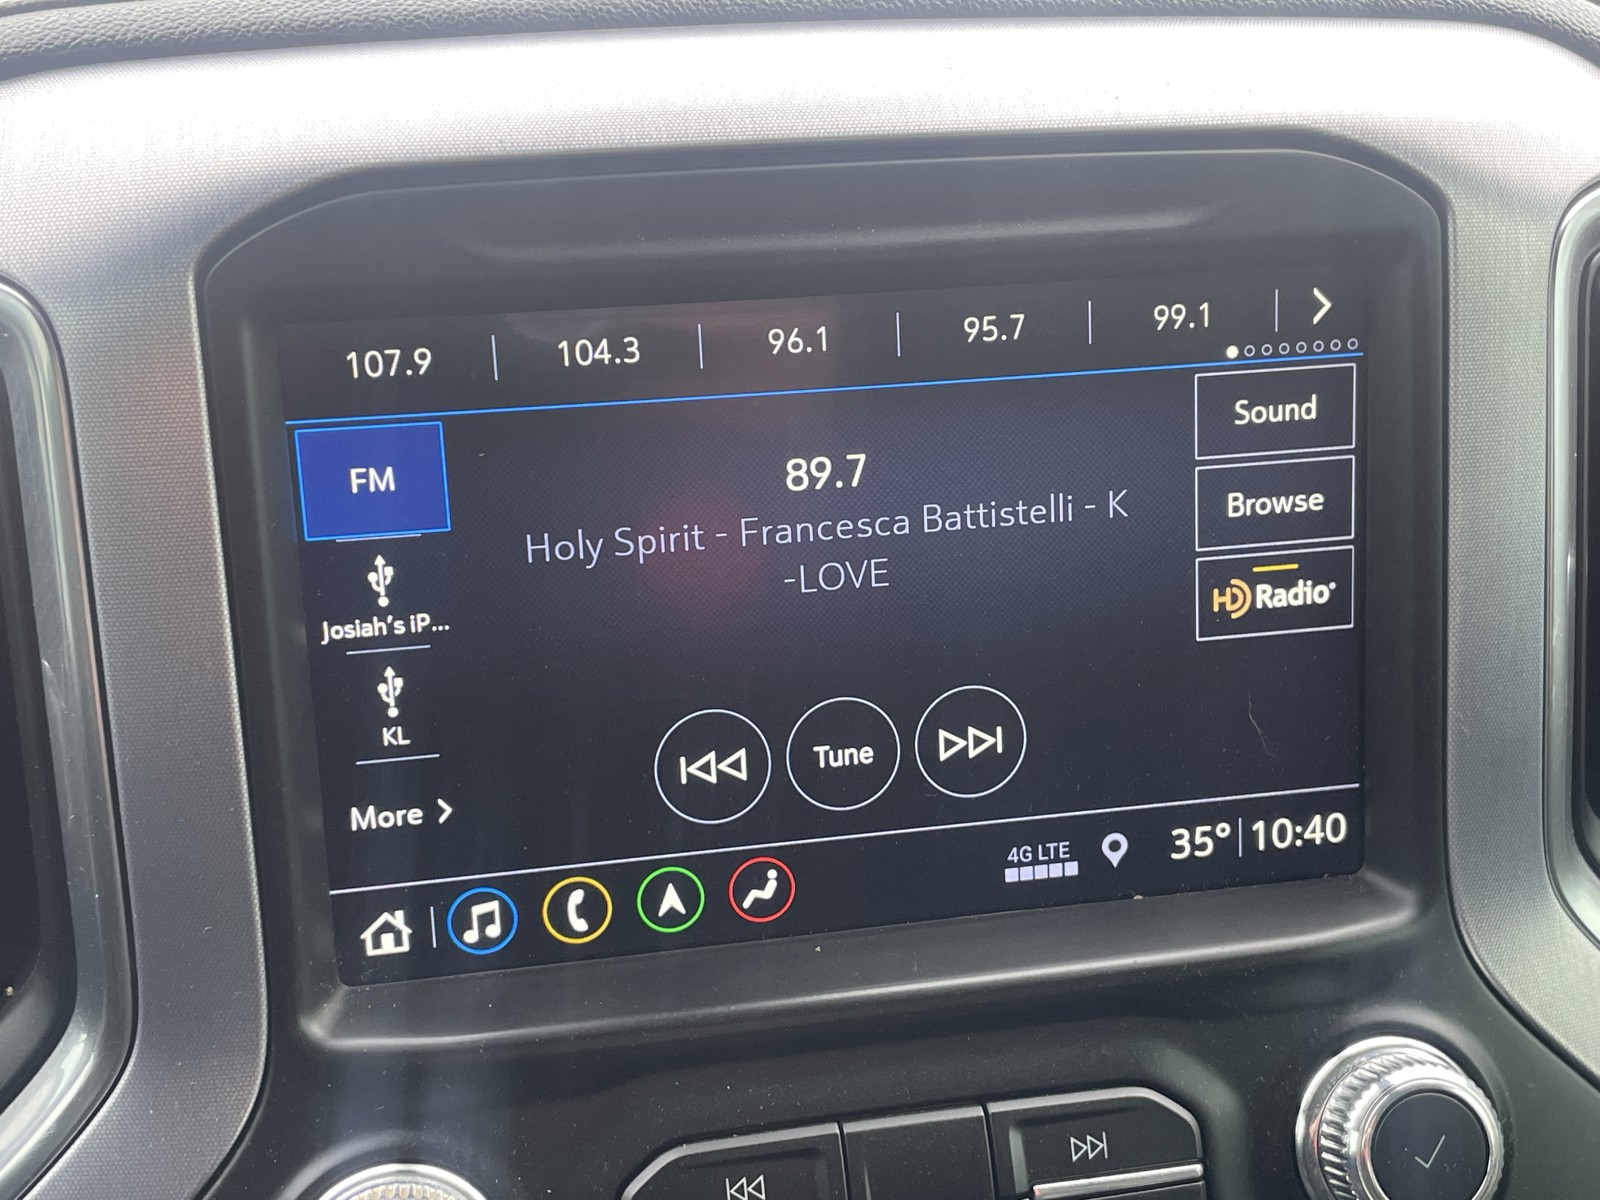 107.9 104.3 96.1 95.7 99.1
FM
89.7
Holy Spirit - Francesca Battistelli - K
-LOVE
Sound
Browse
HD Radio
Josiah's iP...
KL
More
Tune
4G LTE
35° 10:40